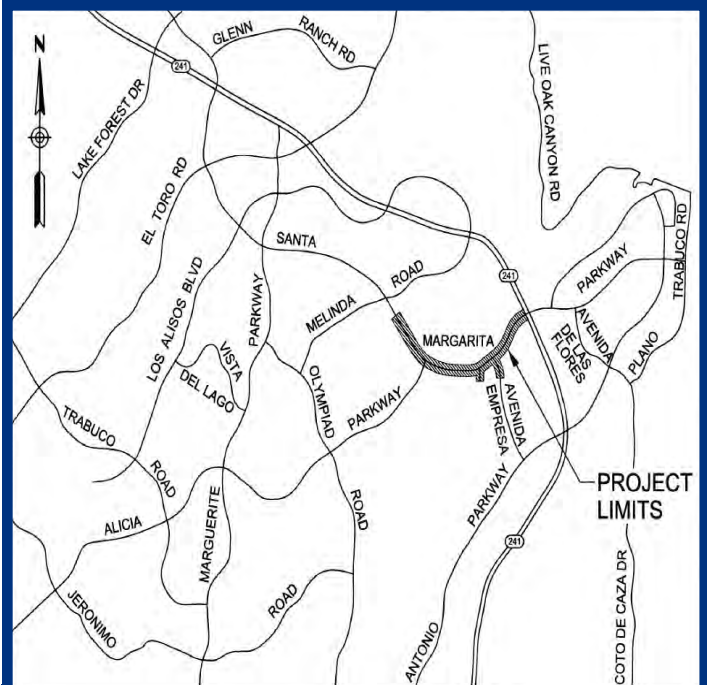 N
GLENN
RANCH RD
241
LAKE FOREST DR
LIVE OAK CANYON RD
EL TORO RD
SANTA
MARGARITA
PARKWAY
TRABUCO RD
241
LOS ALISOS BLVD
PARKWAY
MELINDA
ROAD
VISTA
DEL LAGO
OLYMPIAD
ROAD
PARKWAY
AVENIDA
DE LAS
FLORES
PLANO
AVENIDA
EMPRESA
TRABUCO
ROAD
PROJECT
LIMITS
PARKWAY
ALICIA
MARGUERITE
241
JERONIMO
ROAD
ANTONIO
COTO DE CAZA DR